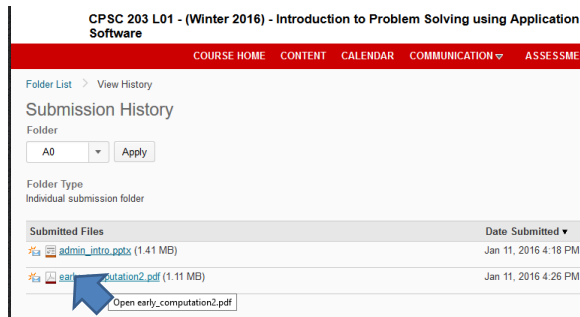 CPSC 203 L01 - (Winter 2016) - Introduction to Problem Solving using Application
Software
COURSE HOME CONTENT CALENDAR COMMUNICATION ASSESSME
Folder List > View History
Submission History
Folder
A0 Apply
Folder Type
Individual submission folder
Submitted Files Date Submitted
admin_intro.pptx (1.41 MB) Jan 11, 2016 4:18 PM
putation2.pdf (1.11 MB) Jan 11, 2016 4:26 PM
Open early_computation2.pdf